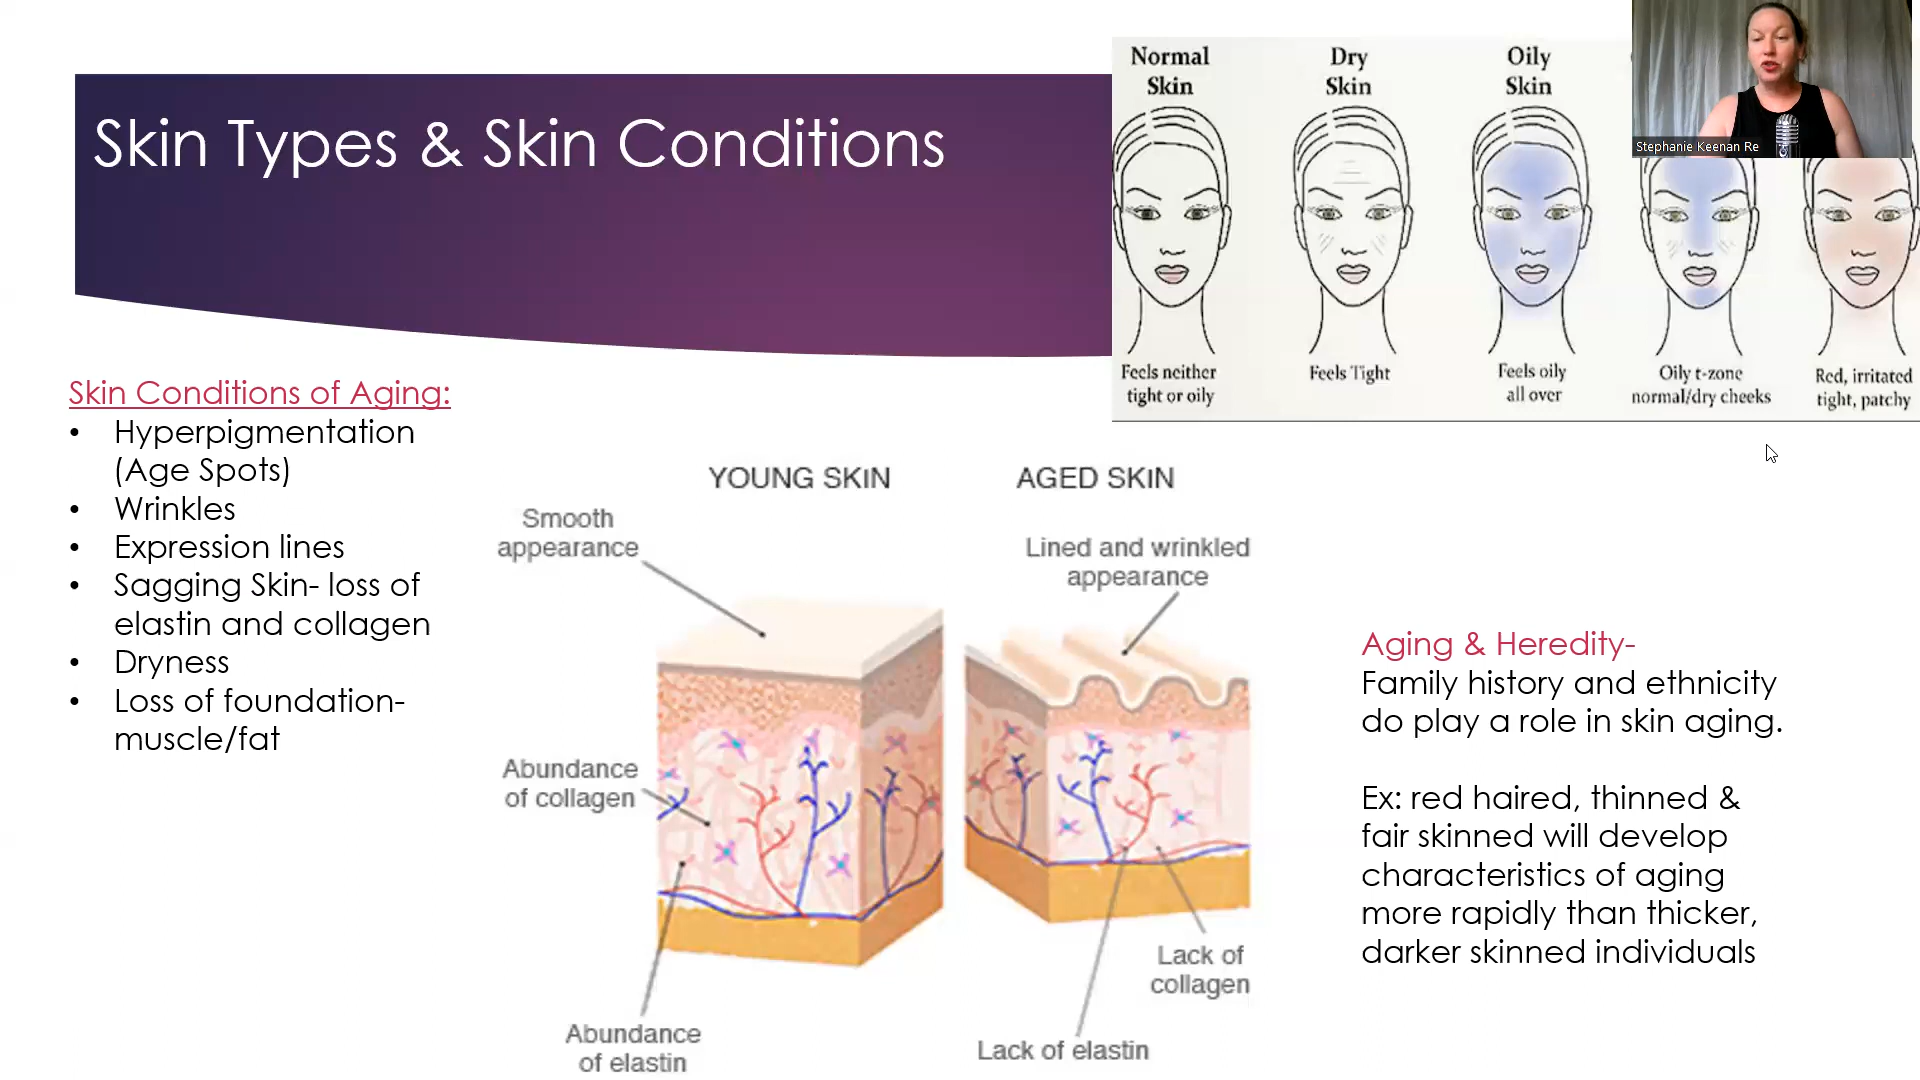 Skin Types & Skin Conditions
Normal
Skin
Dry
Skin
Oily
Skin
Stephanie Keenan Re
Feels neither
tight or oily
Feels Tight
Feels oily
all over
Oily t-zone
normal/dry cheeks
Red, irritated
tight, patchy
Skin Conditions of Aging:
• Hyperpigmentation
(Age Spots)
• Wrinkles
• Expression lines
• Sagging Skin- loss of
elastin and collagen
• Dryness
• Loss of foundation-
muscle/fat
YOUNG SKIN
Smooth
appearance
Abundance
of collagen
Abundance
of elastin
AGED SKIN
Lined and wrinkled
appearance
Lack of
collagen
Lack of elastin
Aging & Heredity-
Family history and ethnicity
do play a role in skin aging.
Ex: red haired, thinned &
fair skinned will develop
characteristics of aging
more rapidly than thicker,
darker skinned individuals